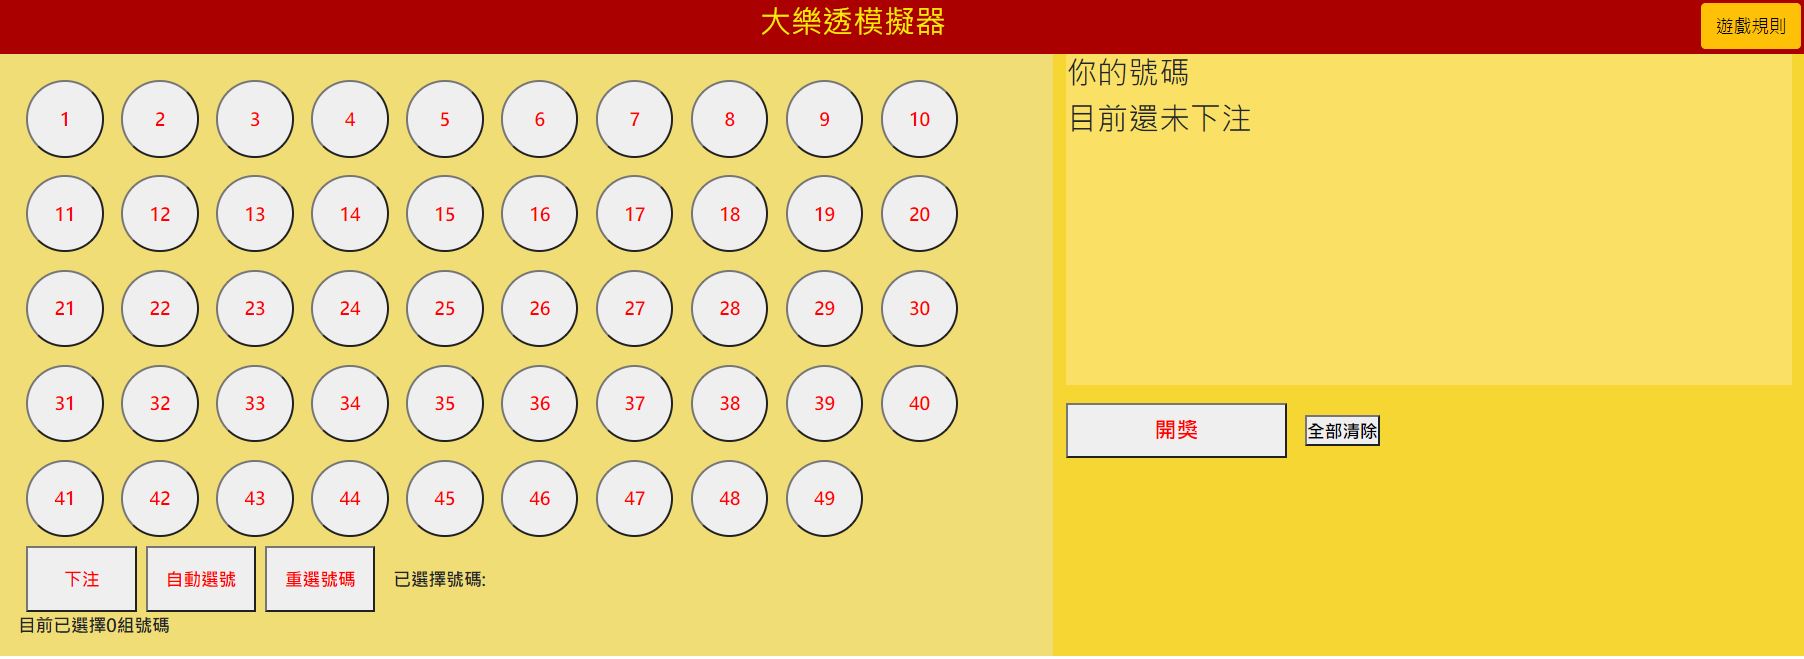 大樂透模擬器
遊戲規則
1 2 3 4 5 6 7 8 9 10
11 12 13 14 15 16 17 18 19 20
21 22 23 24 25 26 27 28 29 30
31 32 33 34 35 36 37 38 39 40
41 42 43 44 45 46 47 48 49
下注 自動選號 重選號碼 已選擇號碼:
目前已選擇0組號碼
你的號碼
目前還未下注
開獎 全部清除